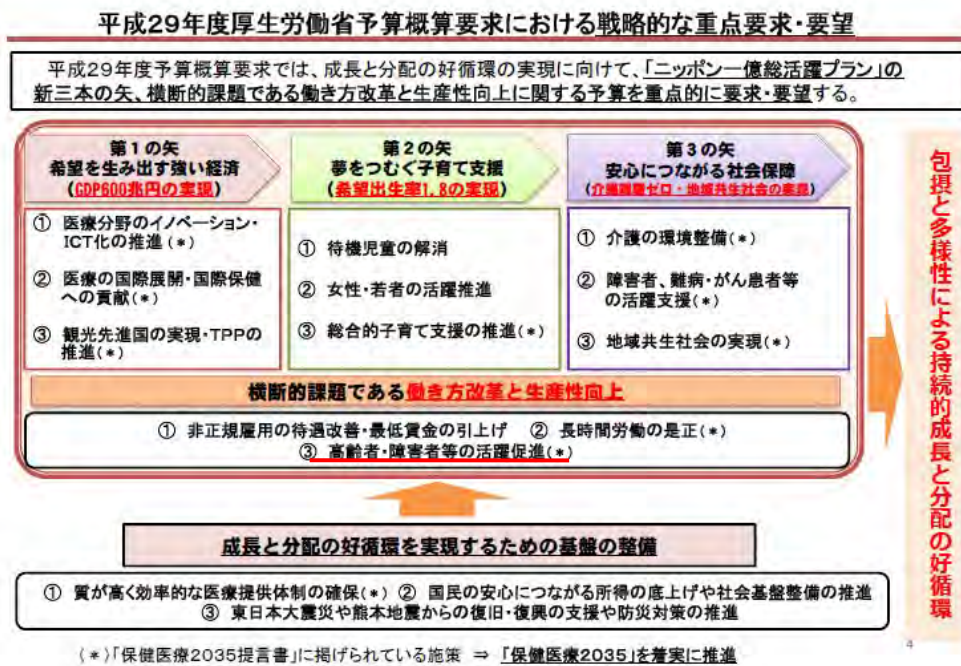 平成29年度厚生労働省予算概算要求における戦略的な重点要求・要望
平成29年度予算概算要求では、成長と分配の好循環の実現に向けて、「ニッポン一億総活躍プラン」の
新三本の矢、横断的課題である働き方改革と生産性向上に関する予算を重点的に要求・要望する。
第1の矢
希望を生み出す強い経済
(GDP600兆円の実現)
① 医療分野のイノベーション・
ICT化の推進(*)
② 医療の国際展開・国際保健
への貢献(*)
③ 観光先進国の実現・TPPの
推進(*)
第2の矢
夢をつむぐ子育て支援
(希望出生率1.8の実現)
① 待機児童の解消
② 女性・若者の活躍推進
③ 総合的子育て支援の推進(*)
第3の矢
安心につながる社会保障
(介護離職ゼロ・地域共生社会の実現)
① 介護の環境整備(*)
② 障害者、難病・がん患者等
の活躍支援(*)
③ 地域共生社会の実現(*)
横断的課題である働き方改革と生産性向上
① 非正規雇用の待遇改善・最低賃金の引上げ ② 長時間労働の是正(*)
③ 高齢者・障害者等の活躍促進(*)
成長と分配の好循環を実現するための基盤の整備
① 質が高く効率的な医療提供体制の確保(*) ② 国民の安心につながる所得の底上げや社会基盤整備の推進
③ 東日本大震災や熊本地震からの復旧・復興の支援や防災対策の推進
包摂と多様性による持続的成長と分配の好循環
(*)「保健医療2035提言書」に掲げられている施策 ⇒ 「保健医療2035」を着実に推進
4